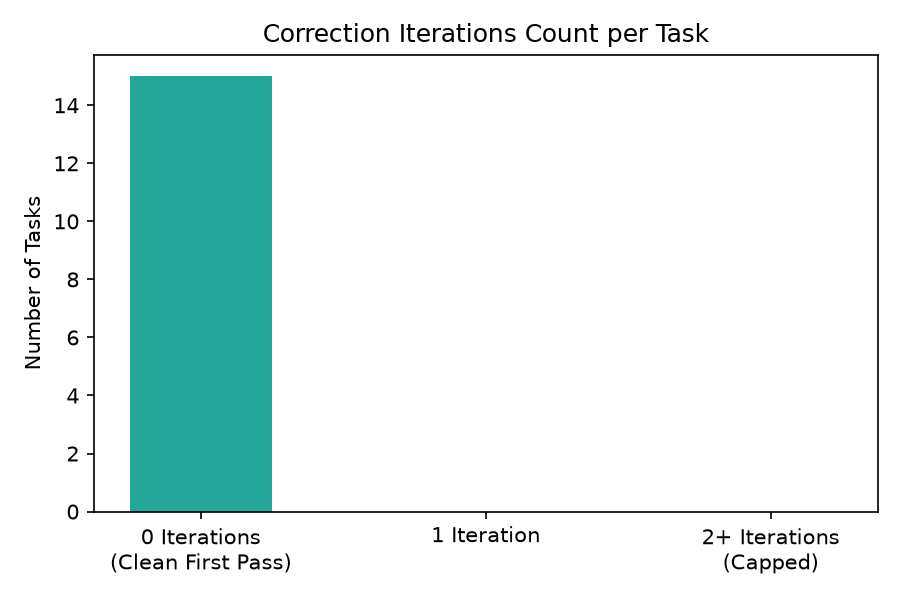 Correction Iterations Count per Task
Number of Tasks
14
12
10
8
6
4
2
0
0 Iterations
(Clean First Pass)
1 Iteration
2+ Iterations
(Capped)